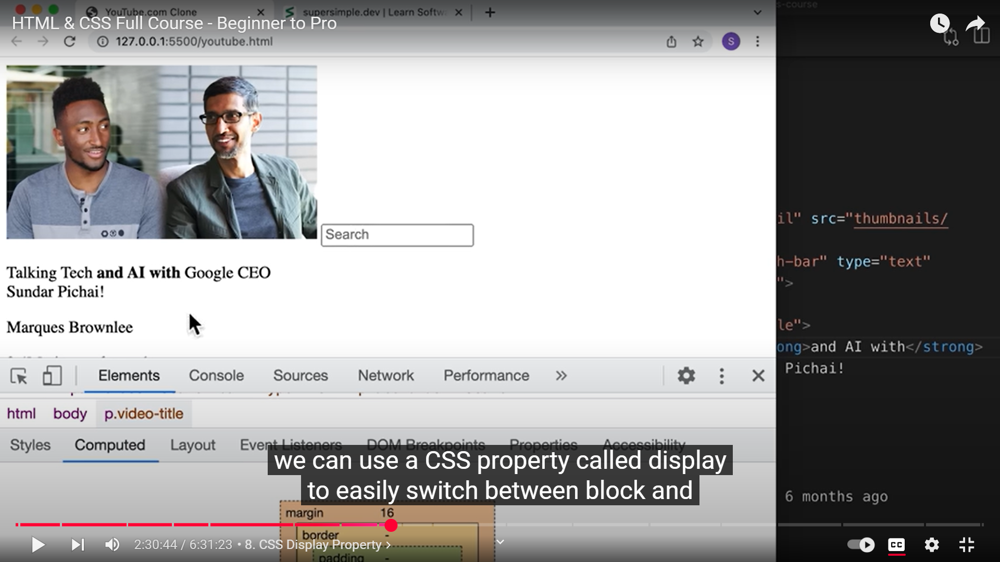 YouTube.com Clone
supersimple.dev | Learn Softw
s-course
HTML & CSS Full Course - Beginner to Pro
127.0.0.1:5500/youtube.html
S
Search
Talking Tech and AI with Google CEO
Sundar Pichai!
Marques Brownlee
il" src="thumbnails/
h-bar" type="text"
">
le">
ong>and AI with</strong>
Pichai!
6 months ago
Elements Console Sources Network Performance »
html body p.video-title
Styles Computed Layout Event Listeners DOM Breakpoints Properties Accessibility
we can use a CSS property called display
to easily switch between block and
margin 16
border -
padding -
2:30:44 / 6:31:23 • 8. CSS Display Property
CC